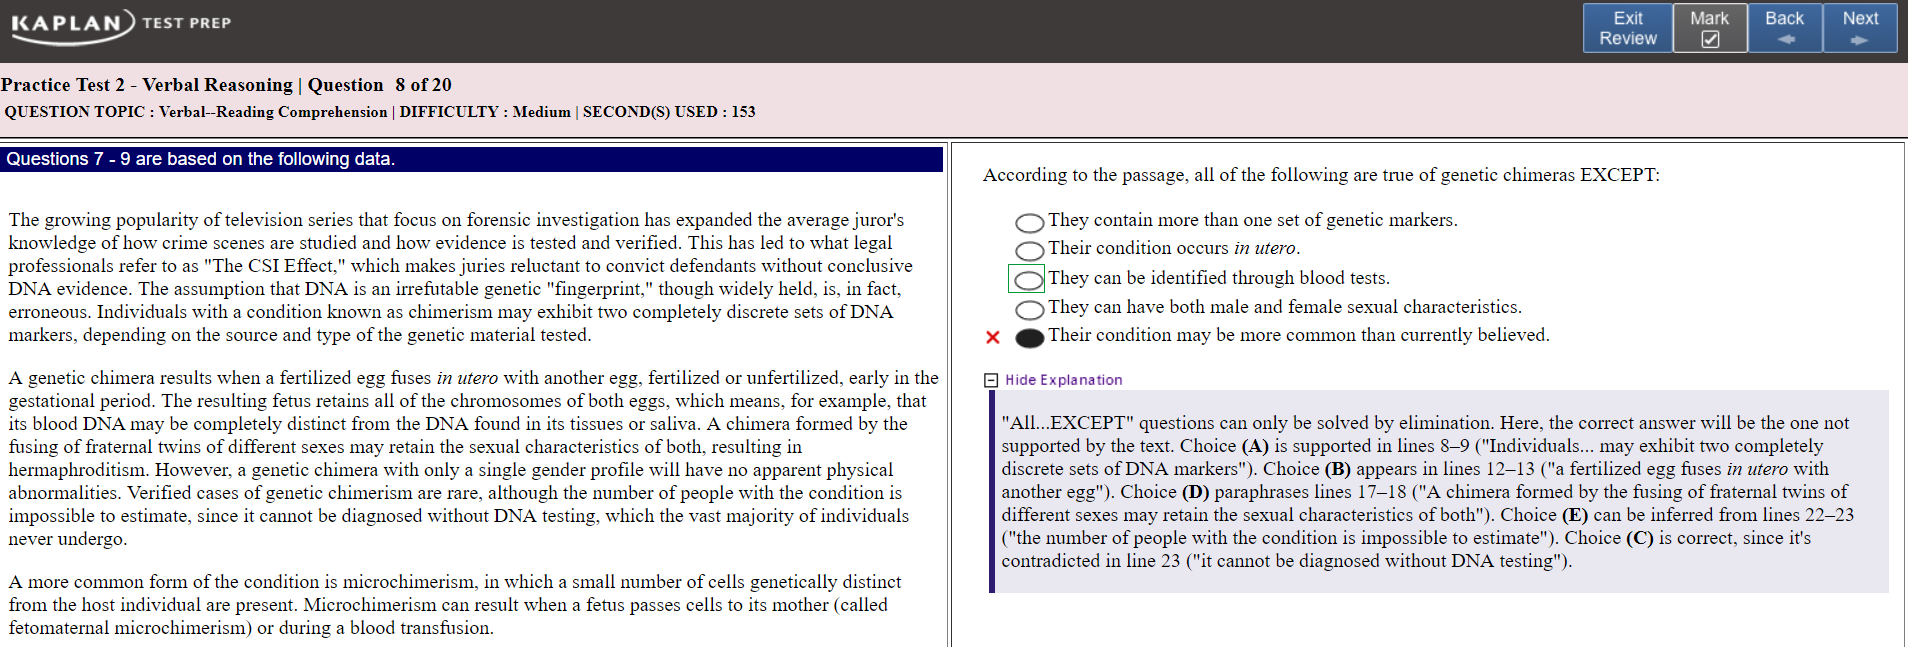 KAPLAN TEST PREP
Exit Review
Mark
Back
Next
Practice Test 2 - Verbal Reasoning | Question 8 of 20
QUESTION TOPIC : Verbal--Reading Comprehension | DIFFICULTY : Medium | SECOND(S) USED : 153
Questions 7 - 9 are based on the following data.
The growing popularity of television series that focus on forensic investigation has expanded the average juror's
knowledge of how crime scenes are studied and how evidence is tested and verified. This has led to what legal
professionals refer to as "The CSI Effect," which makes juries reluctant to convict defendants without conclusive
DNA evidence. The assumption that DNA is an irrefutable genetic "fingerprint," though widely held, is, in fact,
erroneous. Individuals with a condition known as chimerism may exhibit two completely discrete sets of DNA
markers, depending on the source and type of the genetic material tested.
A genetic chimera results when a fertilized egg fuses in utero with another egg, fertilized or unfertilized, early in the
gestational period. The resulting fetus retains all of the chromosomes of both eggs, which means, for example, that
its blood DNA may be completely distinct from the DNA found in its tissues or saliva. A chimera formed by the
fusing of fraternal twins of different sexes may retain the sexual characteristics of both, resulting in
hermaphroditism. However, a genetic chimera with only a single gender profile will have no apparent physical
abnormalities. Verified cases of genetic chimerism are rare, although the number of people with the condition is
impossible to estimate, since it cannot be diagnosed without DNA testing, which the vast majority of individuals
never undergo.
A more common form of the condition is microchimerism, in which a small number of cells genetically distinct
from the host individual are present. Microchimerism can result when a fetus passes cells to its mother (called
fetomaternal microchimerism) or during a blood transfusion.
According to the passage, all of the following are true of genetic chimeras EXCEPT:
They contain more than one set of genetic markers.
Their condition occurs in utero.
They can be identified through blood tests.
They can have both male and female sexual characteristics.
Their condition may be more common than currently believed.
Hide Explanation
"All...EXCEPT" questions can only be solved by elimination. Here, the correct answer will be the one not
supported by the text. Choice (A) is supported in lines 8–9 ("Individuals... may exhibit two completely
discrete sets of DNA markers"). Choice (B) appears in lines 12–13 ("a fertilized egg fuses in utero with
another egg"). Choice (D) paraphrases lines 17–18 ("A chimera formed by the fusing of fraternal twins of
different sexes may retain the sexual characteristics of both"). Choice (E) can be inferred from lines 22–23
("the number of people with the condition is impossible to estimate"). Choice (C) is correct, since it's
contradicted in line 23 ("it cannot be diagnosed without DNA testing").